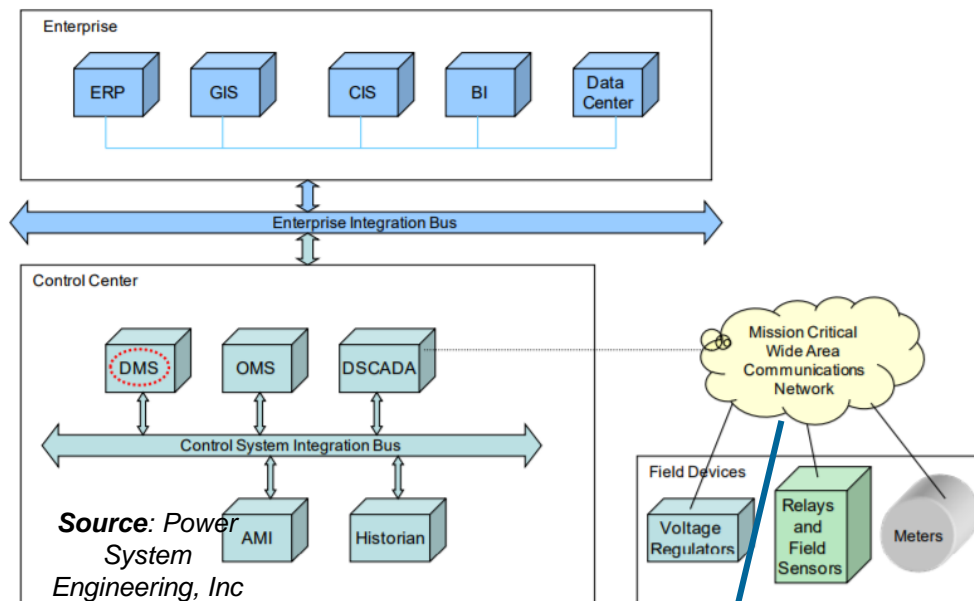 Enterprise
ERP
GIS
CIS
BI
Data
Center
Enterprise Integration Bus
Control Center
DMS
OMS
DSCADA
Mission Critical
Wide Area
Communications
Network
Control System Integration Bus
Field Devices
AMI
Historian
Voltage
Regulators
Relays
and
Field
Sensors
Meters
Source: Power
System
Engineering, Inc